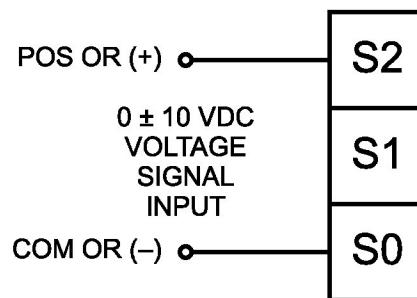 POS OR (+)
S2
0 ± 10 VDC
VOLTAGE
SIGNAL
INPUT
S1
COM OR (–)
S0